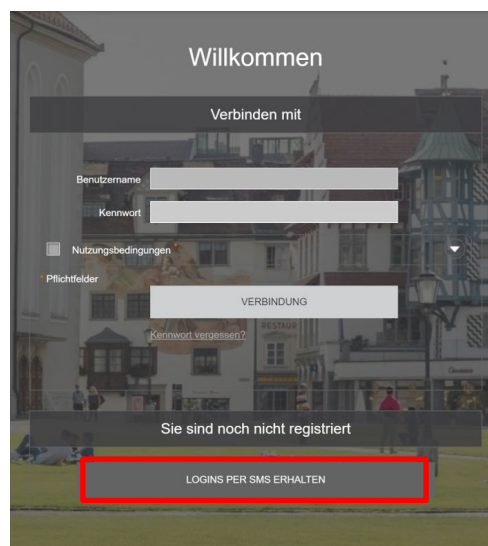 Willkommen
Verbinden mit
Benutzername
Kennwort
Nutzungsbedingungen
* Pflichtfelder
VERBINDUNG
Kennwort vergessen?
RESTAUR
Sie sind noch nicht registriert
LOGINS PER SMS ERHALTEN